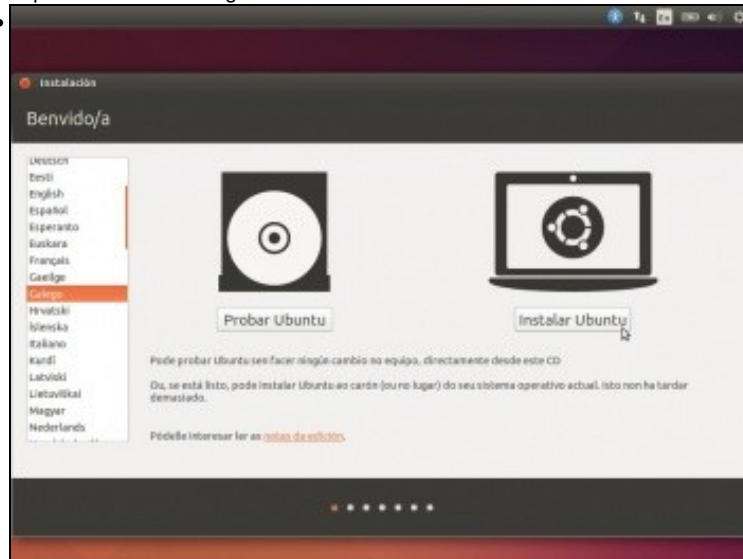 Instalación
Benvido/a
Deutsch
Eesti
English
Español
Esperanto
Euskara
Français
Gaeilge
Galego
Hrvatski
Íslenska
Italiano
Kurdî
Latviski
Lietuviškai
Magyar
Nederlands
Probar Ubuntu
Instalar Ubuntu
Pode probar Ubuntu sen facer ningún cambio no equipo, directamente desde este CD
Ou, se está listo, pode instalar Ubuntu ao carón (ou no lugar) do seu sistema operativo actual. Isto non ha tardar
demasiado.
Pódelle interesar ler as notas da edición.